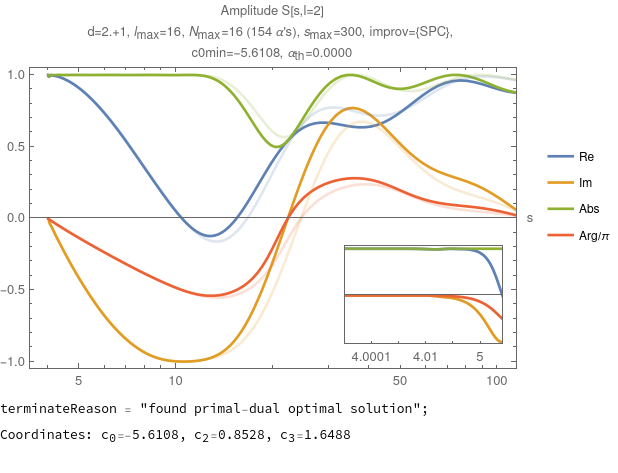 Amplitude S[s,l=2]
d=2.+1, lmax=16, Nmax=16 (154 α's), smax=300, improv={SPC},
c0min=-5.6108, αth=0.0000
1.0
0.5
0.0
-0.5
-1.0
s
5
10
50
100
4.0001
4.01
5
Re
Im
Abs
Arg/π
terminateReason = "found primal-dual optimal solution";
Coordinates: c0=-5.6108, c2=0.8528, c3=1.6488